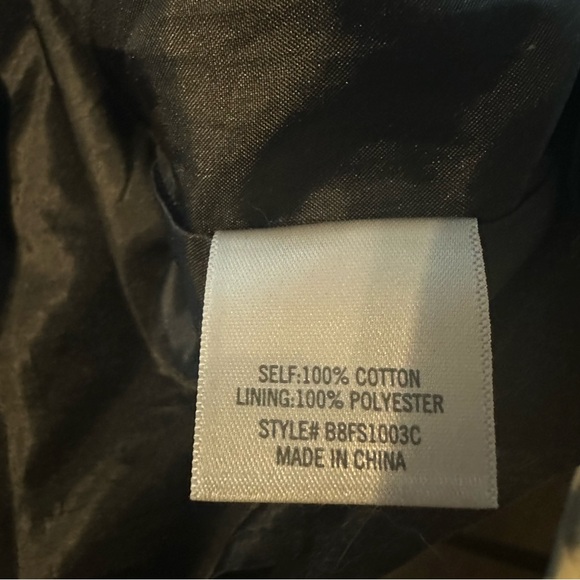 SELF:100% COTTON
LINING:100% POLYESTER
STYLE# B8FS1003C
MADE IN CHINA